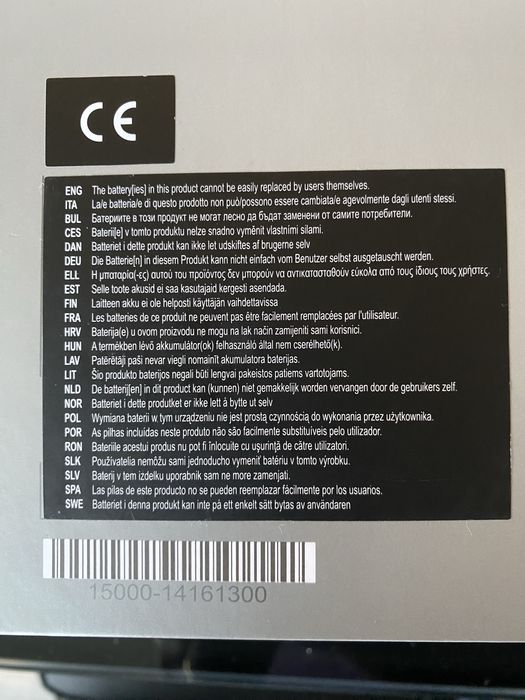 CE
ENG The battery[ies] in this product cannot be easily replaced by users themselves.
ITA La/e batteria/e di questo prodotto non può/possono essere cambiata/e agevolmente dagli utenti stessi.
BUL Батериите в този продукт не могат лесно да бъдат заменени от самите потребители.
CES Baterií[e] v tomto produktu nelze snadno vyměnit vlastními silami.
DAN Batteriet i dette produkt kan ikke let udskiftes af brugerne selv
DEU Die Batterie[n] in diesem Produkt kann nicht einfach vom Benutzer selbst ausgetauscht werden.
ELL Η μπαταρία(-ες) αυτού του προϊόντος δεν μπορούν να αντικατασταθούν εύκολα από τους ίδιους τους χρήστες.
EST Selle toote akusid ei saa kasutajaid kergesti asendada.
FIN Laitteen akku ei ole helposti käyttäjän vaihdettavissa
FRA Les batteries de ce produit ne peuvent pas être facilement remplacées par l'utilisateur.
HRV Baterija(e) u ovom proizvodu ne mogu na lak način zamijeniti sami korisnici.
HUN A termékben lévő akkumulátor(ok) felhasználó által nem cserélhető(k).
LAV Patērētāji paši nevar viegli nomainīt akumulatora baterijas.
LIT Šio produkto baterijos negali būti lengvai pakeistos paties vartotojams.
NLD De batterij[en] in dit product kan (kunnen) niet gemakkelijk worden vervangen door de gebruikers zelf.
NOR Batteriet i dette produktet er ikke lett å bytte ut selv
POL Wymiana baterii w tym urządzeniu nie jest prostą czynnością do wykonania przez użytkownika.
POR As pilhas incluídas neste produto não são facilmente substituíveis pelo utilizador.
RON Bateriile acestui produs nu pot fi înlocuite cu ușurință de către utilizatori.
SLK Používatelia nemôžu sami jednoducho vymeniť batériu v tomto výrobku.
SLV Baterij v tem izdelku uporabnik sam ne more zamenjati.
SPA Las pilas de este producto no se pueden reemplazar fácilmente por los usuarios.
SWE Batteriet i denna produkt kan inte på ett enkelt sätt bytas av användaren
15000-14161300